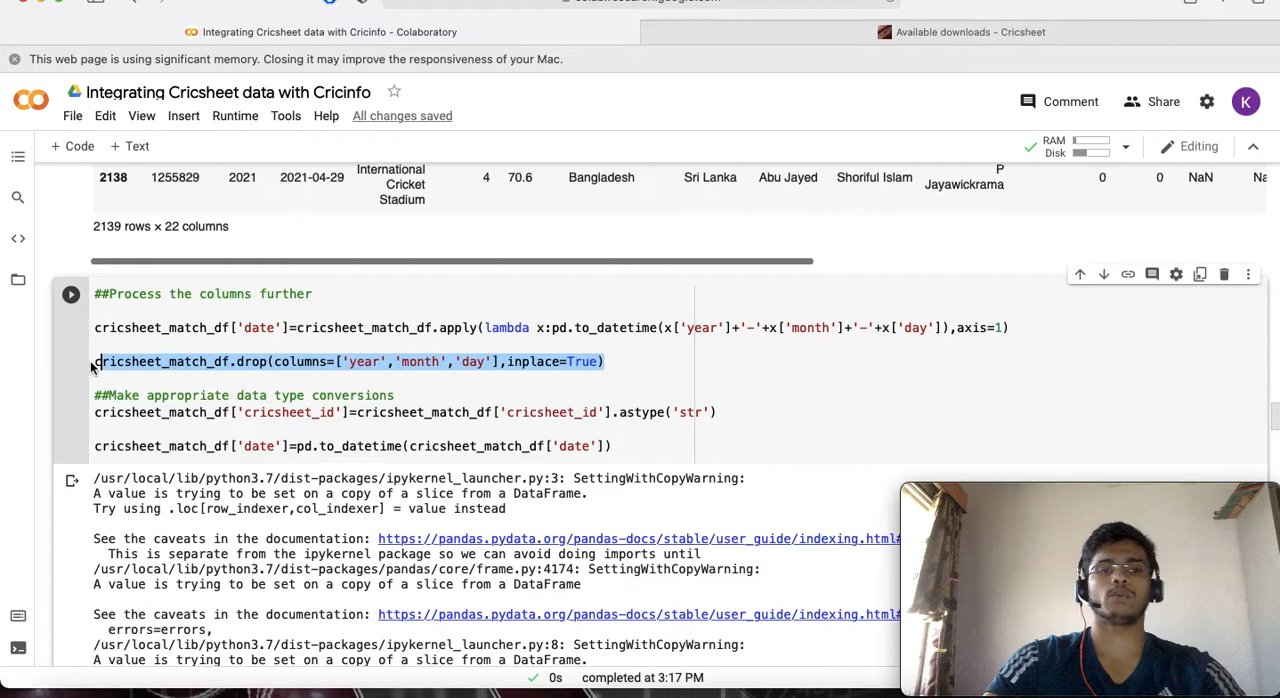 Integrating Cricsheet data with Cricinfo - Colaboratory
Available downloads - Cricsheet
This web page is using significant memory. Closing it may improve the responsiveness of your Mac.
Integrating Cricsheet data with Cricinfo
Comment
Share
K
File Edit View Insert Runtime Tools Help All changes saved
+ Code + Text
RAM
Disk
Editing
2138 1255829 2021 2021-04-29 International Cricket Stadium 4 70.6 Bangladesh Sri Lanka Abu Jayed Shoriful Islam P Jayawickrama 0 0 NaN
2139 rows × 22 columns
##Process the columns further
cricsheet_match_df['date']=cricsheet_match_df.apply(lambda x:pd.to_datetime(x['year']+'-'+x['month']+'-'+x['day']),axis=1)
cricsheet_match_df.drop(columns=['year','month','day'],inplace=True)
##Make appropriate data type conversions
cricsheet_match_df['cricsheet_id']=cricsheet_match_df['cricsheet_id'].astype('str')
cricsheet_match_df['date']=pd.to_datetime(cricsheet_match_df['date'])
/usr/local/lib/python3.7/dist-packages/ipykernel_launcher.py:3: SettingWithCopyWarning:
A value is trying to be set on a copy of a slice from a DataFrame.
Try using .loc[row_indexer,col_indexer] = value instead
See the caveats in the documentation: https://pandas.pydata.org/pandas-docs/stable/user_guide/indexing.html#
This is separate from the ipykernel package so we can avoid doing imports until
/usr/local/lib/python3.7/dist-packages/pandas/core/frame.py:4174: SettingWithCopyWarning:
A value is trying to be set on a copy of a slice from a DataFrame
See the caveats in the documentation: https://pandas.pydata.org/pandas-docs/stable/user_guide/indexing.html#
errors=errors,
/usr/local/lib/python3.7/dist-packages/ipykernel_launcher.py:8: SettingWithCopyWarning:
A value is trying to be set on a copy of a slice from a DataFrame.
0s completed at 3:17 PM